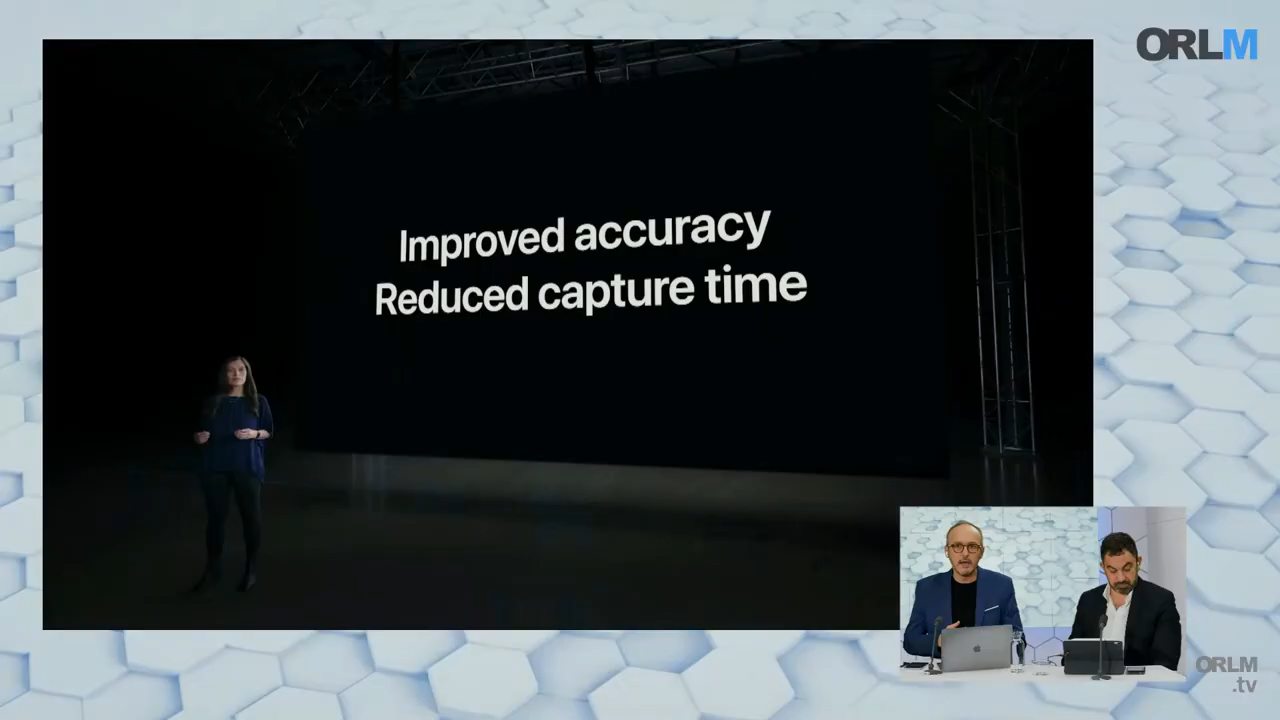 ORLM
Improved accuracy
Reduced capture time
ORLM
.tv